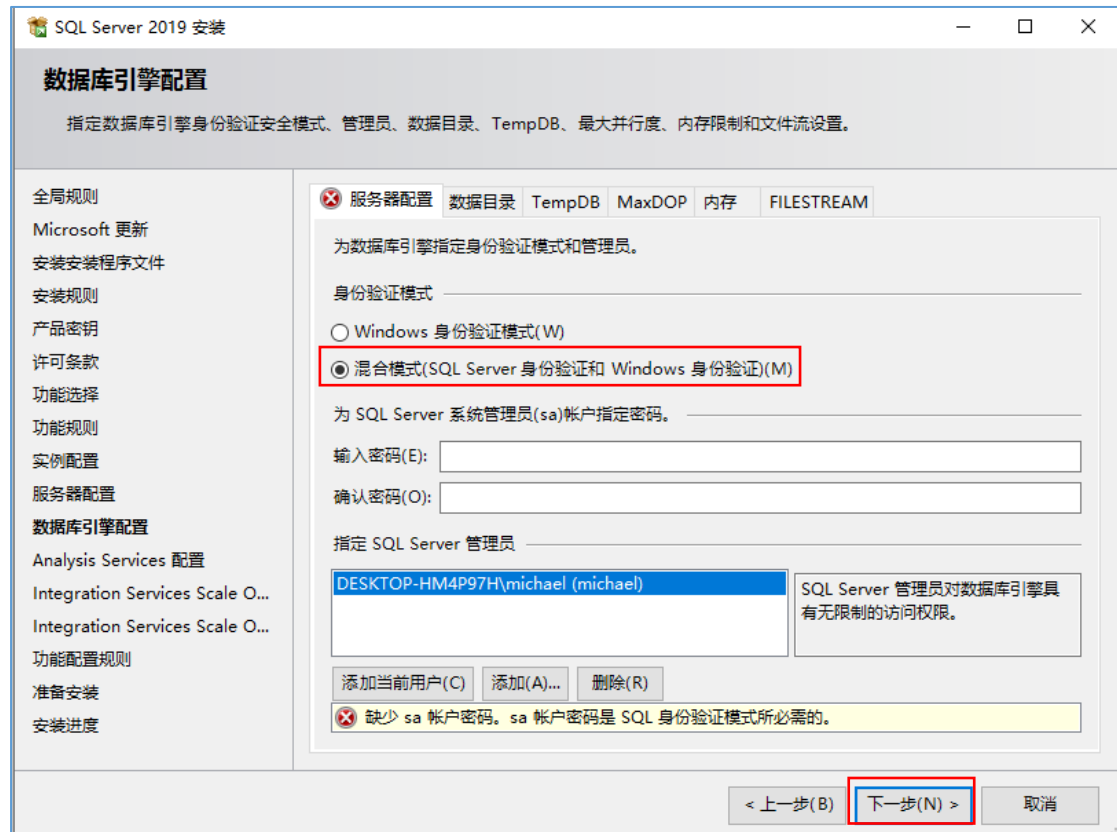 SQL Server 2019 安装
数据库引擎配置
指定数据库引擎身份验证安全模式、管理员、数据目录、TempDB、最大并行度、内存限制和文件流设置。
全局规则
Microsoft 更新
安装安装程序文件
安装规则
产品密钥
许可条款
功能选择
功能规则
实例配置
服务器配置
数据库引擎配置
Analysis Services 配置
Integration Services Scale O...
Integration Services Scale O...
功能配置规则
准备安装
安装进度
服务器配置 数据目录 TempDB MaxDOP 内存 FILESTREAM
为数据库引擎指定身份验证模式和管理员。
身份验证模式
Windows 身份验证模式(W)
混合模式(SQL Server 身份验证和 Windows 身份验证)(M)
为 SQL Server 系统管理员(sa)帐户指定密码。
输入密码(E):
确认密码(O):
指定 SQL Server 管理员
DESKTOP-HM4P97H\michael (michael)
SQL Server 管理员对数据库引擎具
有无限制的访问权限。
添加当前用户(C) 添加(A)... 删除(R)
缺少 sa 帐户密码。sa 帐户密码是 SQL 身份验证模式所必需的。
< 上一步(B) 下一步(N) > 取消